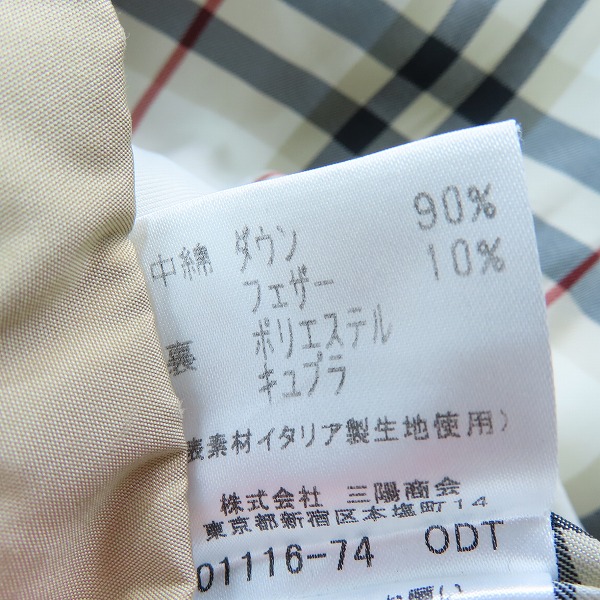 中綿 ダウン 90%
フェザー 10%
裏 ポリエステル
キュプラ
表素材イタリア製生地使用)
株式会社 三陽商会
東京都新宿区本塩町14
01116-74 ODT